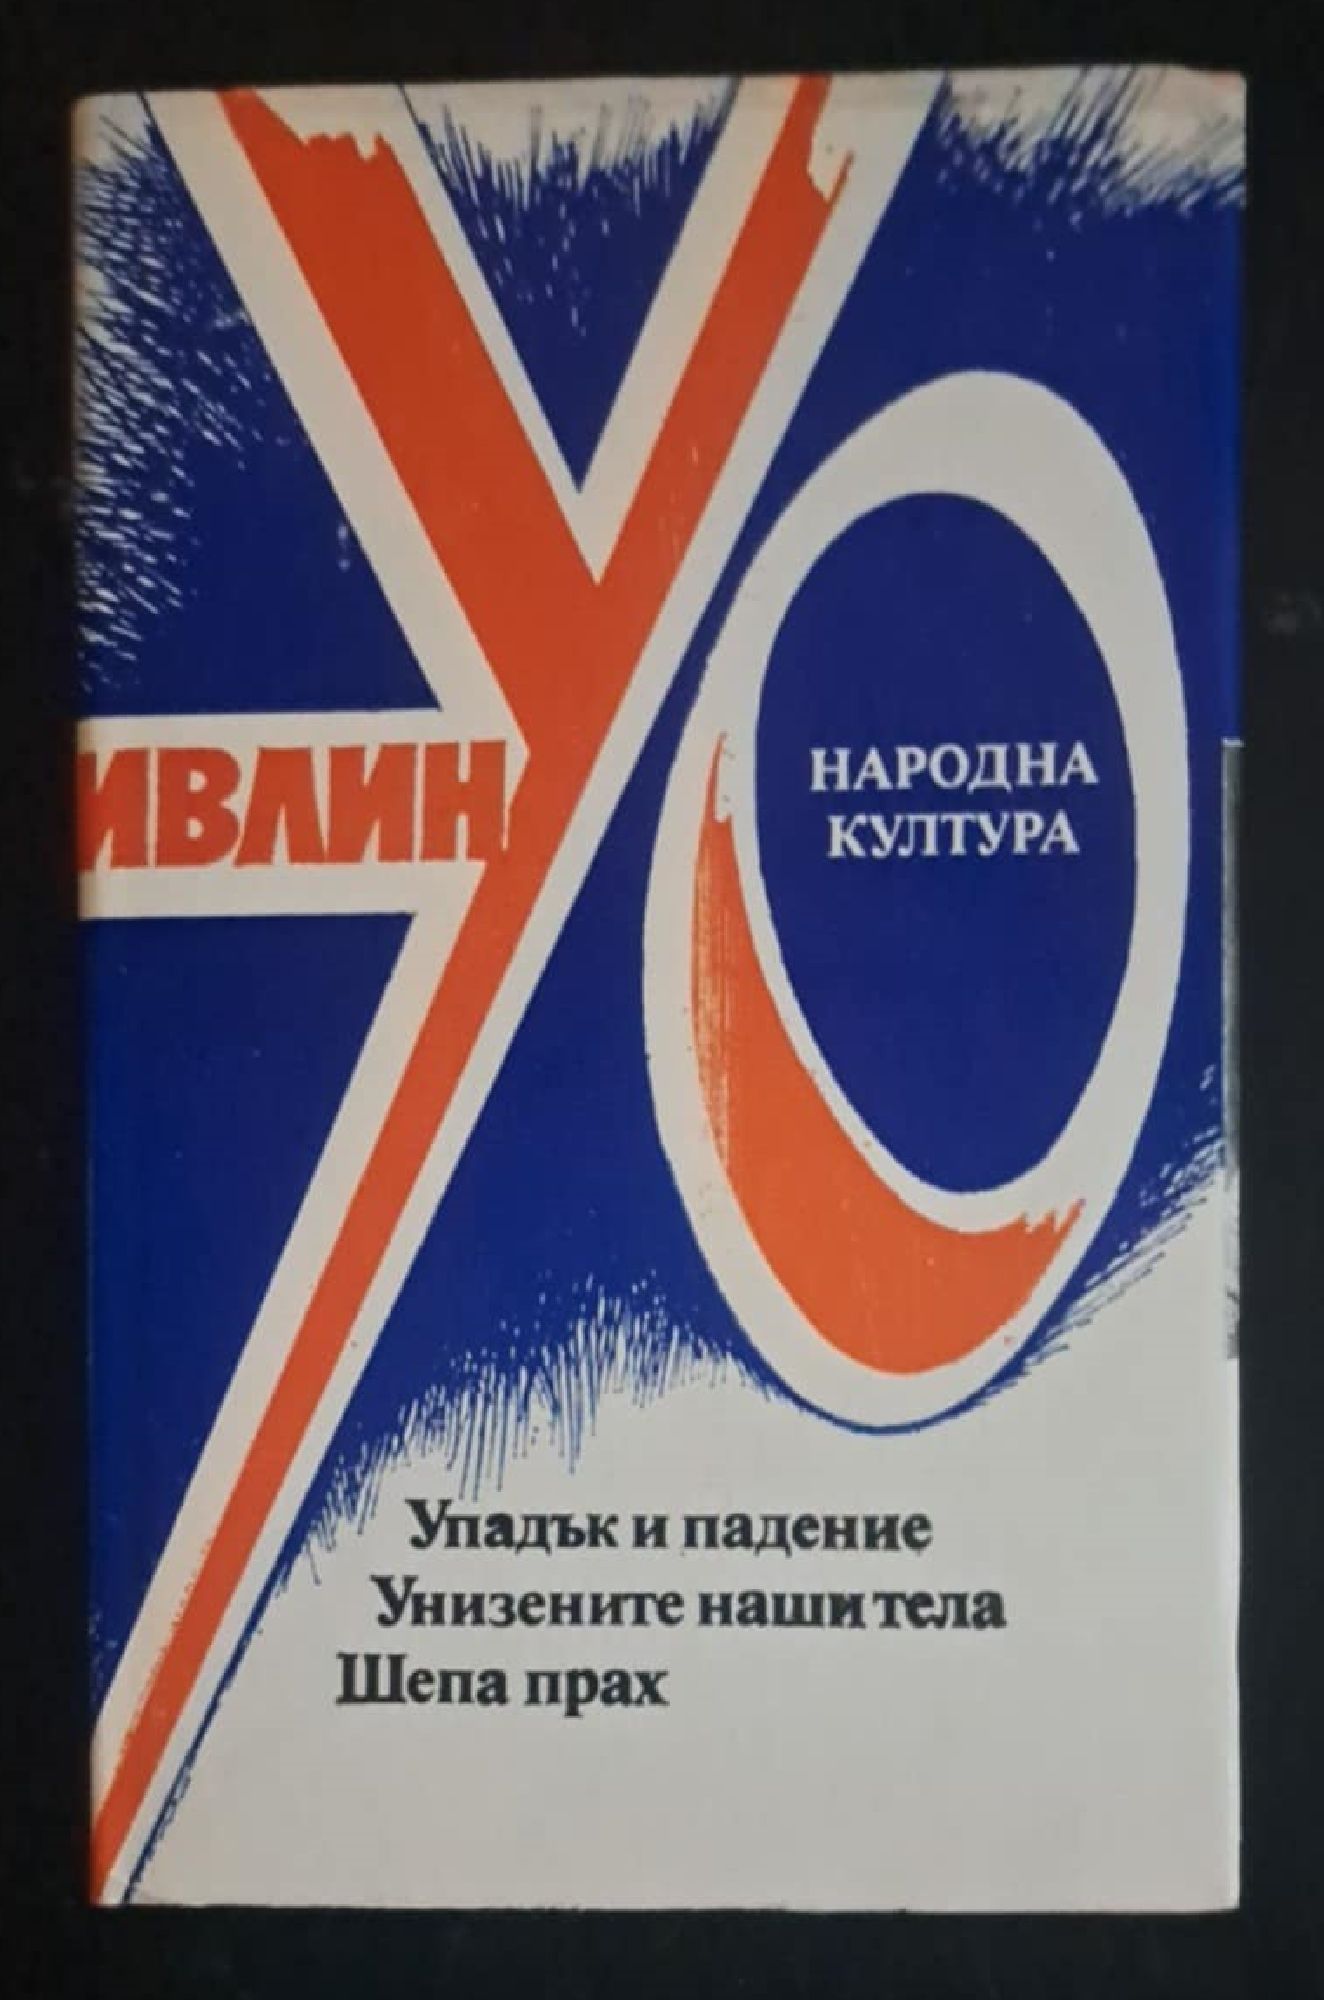 ИВЛИН
УО
НАРОДНА
КУЛТУРА
Упадък и падение
Унизените наши тела
Шепа прах